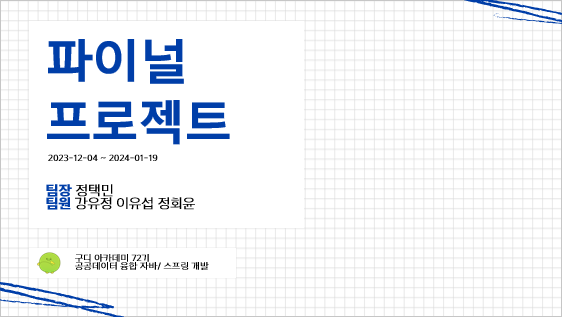 파이널
프로젝트
2023-12-04 ~ 2024-01-19
팀장 정택민
팀원 강유정 이유섭 정희윤
구디 아카데미 72기
공공데이터 융합 자바/ 스프링 개발